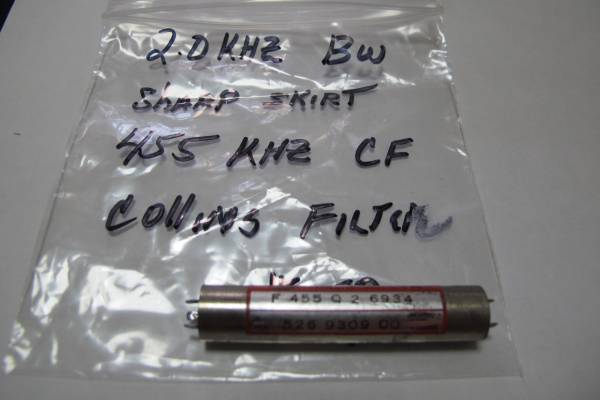 2.0 KHZ BW
SHARP SKIRT
455 KHZ CF
COLLINS FILTER
F 455 Q 2 6934
526 9309 00